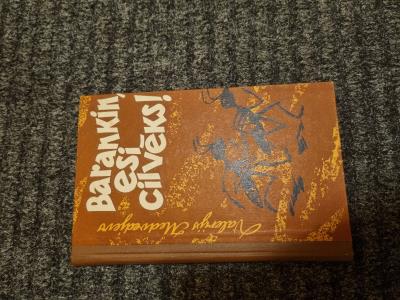 Barankin,
esi
cilvēks!
Valerijs Medvedjevs